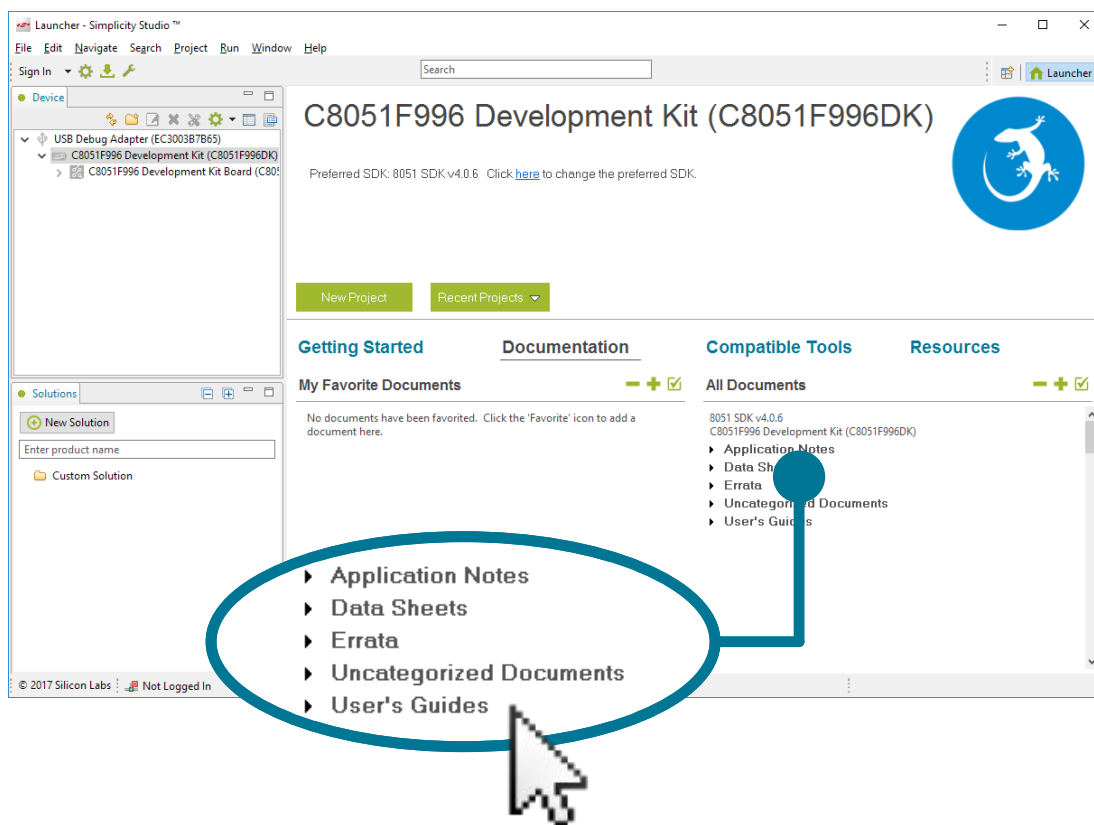 Launcher - Simplicity Studio ™
File Edit Navigate Search Project Run Window Help
Sign In
Search
Launcher
Device
USB Debug Adapter (EC3003B7B65)
C8051F996 Development Kit (C8051F996DK)
C8051F996 Development Kit Board (C805
C8051F996 Development Kit (C8051F996DK)
Preferred SDK: 8051 SDK v4.0.6 Click here to change the preferred SDK.
New Project
Recent Projects
Getting Started
Documentation
Compatible Tools
Resources
My Favorite Documents
No documents have been favorited. Click the 'Favorite' icon to add a
document here.
All Documents
8051 SDK v4.0.6
C8051F996 Development Kit (C8051F996DK)
Application Notes
Data Sh
Errata
Uncategorized Documents
User's Guides
Solutions
New Solution
Enter product name
Custom Solution
Application Notes
Data Sheets
Errata
Uncategorized Documents
User's Guides
© 2017 Silicon Labs
Not Logged In